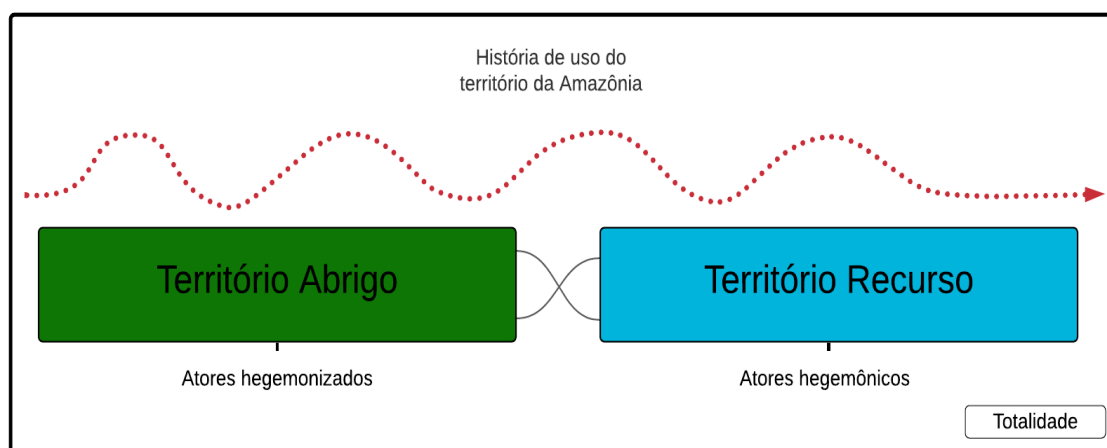 História de uso do
território da Amazônia
Território Abrigo
Território Recurso
Atores hegemonizados
Atores hegemônicos
Totalidade